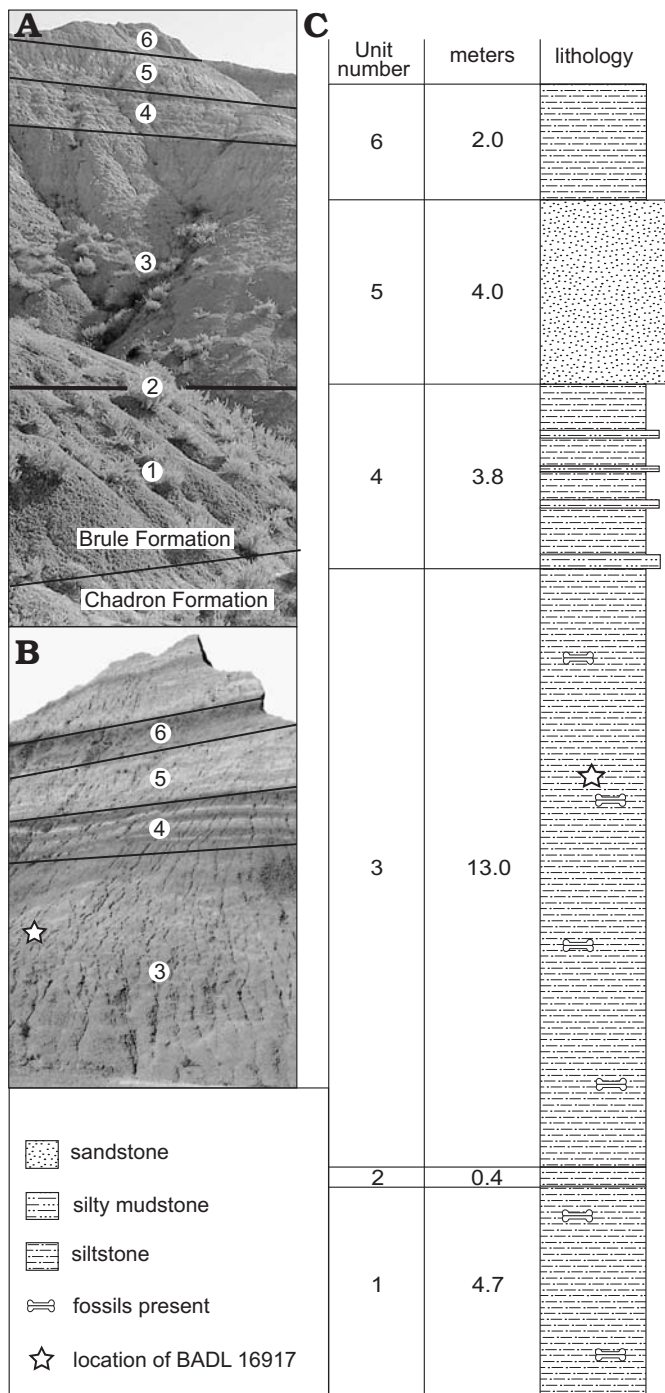 A
6
5
4
3
2
1
Brule Formation
Chadron Formation
B
6
5
4
3
sandstone
silty mudstone
siltstone
fossils present
location of BADL 16917
C
Unit number
meters
lithology
6
2.0
5
4.0
4
3.8
3
13.0
2
0.4
1
4.7